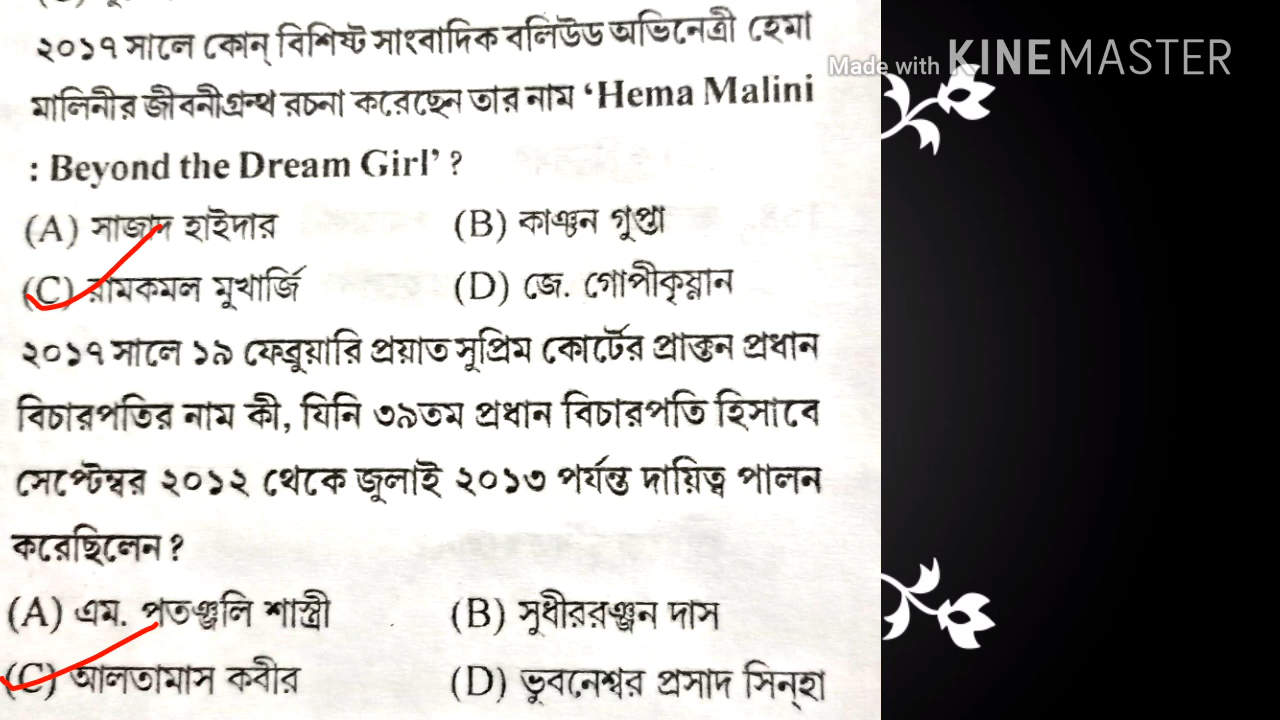 ২০১৭ সালে কোন্ বিশিষ্ট সাংবাদিক বলিউড অভিনেত্রী হেমা
Made with KINEMASTER
মালিনীর জীবনীগ্রন্থ রচনা করেছেন তার নাম ‘Hema Malini
: Beyond the Dream Girl’ ?
(A) সাজাদ হাইদার (B) কাঞ্চন গুপ্তা
(C) রামকমল মুখার্জি (D) জে. গোপীকৃষ্ণান
২০১৭ সালে ১৯ ফেব্রুয়ারি প্রয়াত সুপ্রিম কোর্টের প্রাক্তন প্রধান
বিচারপতির নাম কী, যিনি ৩৯তম প্রধান বিচারপতি হিসাবে
সেপ্টেম্বর ২০১২ থেকে জুলাই ২০১৩ পর্যন্ত দায়িত্ব পালন
করেছিলেন ?
(A) এম. পতঞ্জলি শাস্ত্রী (B) সুধীররঞ্জন দাস
(C) আলতামাস কবীর (D) ভুবনেশ্বর প্রসাদ সিন্‌হা